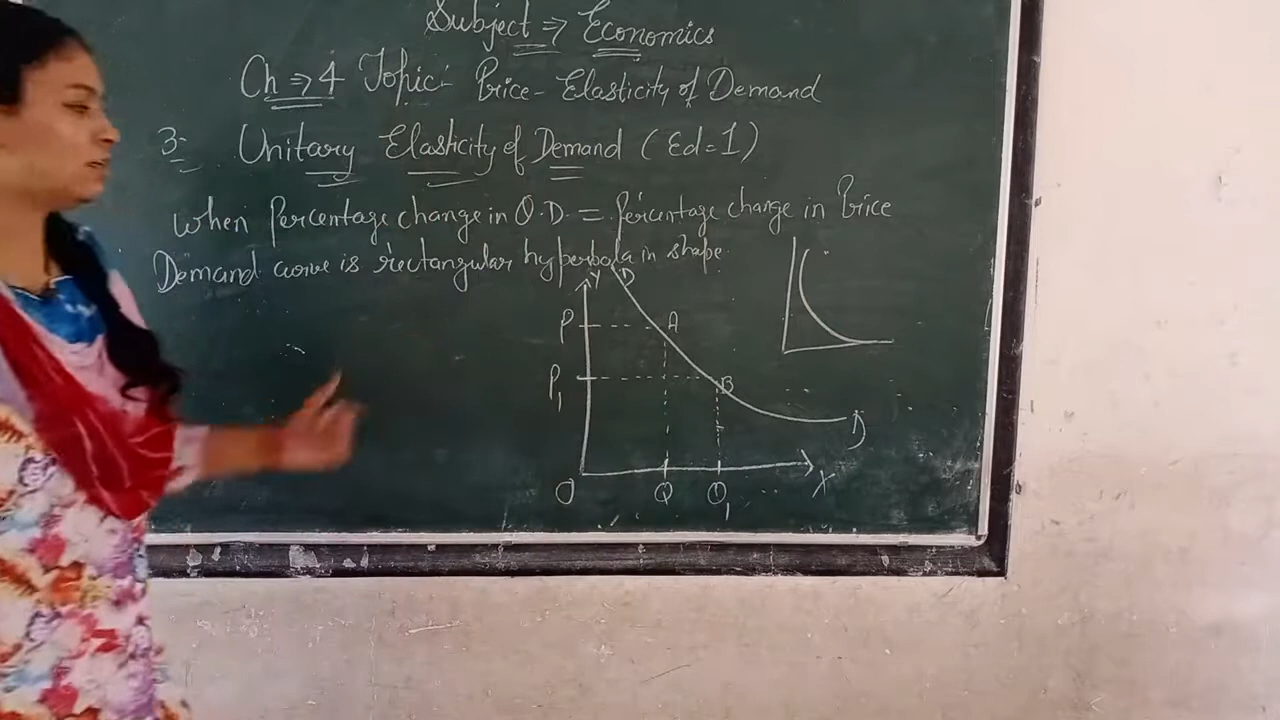 Subject ⇒ Economics
Ch ⇒ 4 Topic:- Price-Elasticity of Demand
3:- Unitary Elasticity of Demand (Ed=1)
When Percentage change in Q.D. = Percentage change in Price
Demand curve is rectangular hyperbola in shape.
Y D
P A
P1 B
D
O Q Q1 X